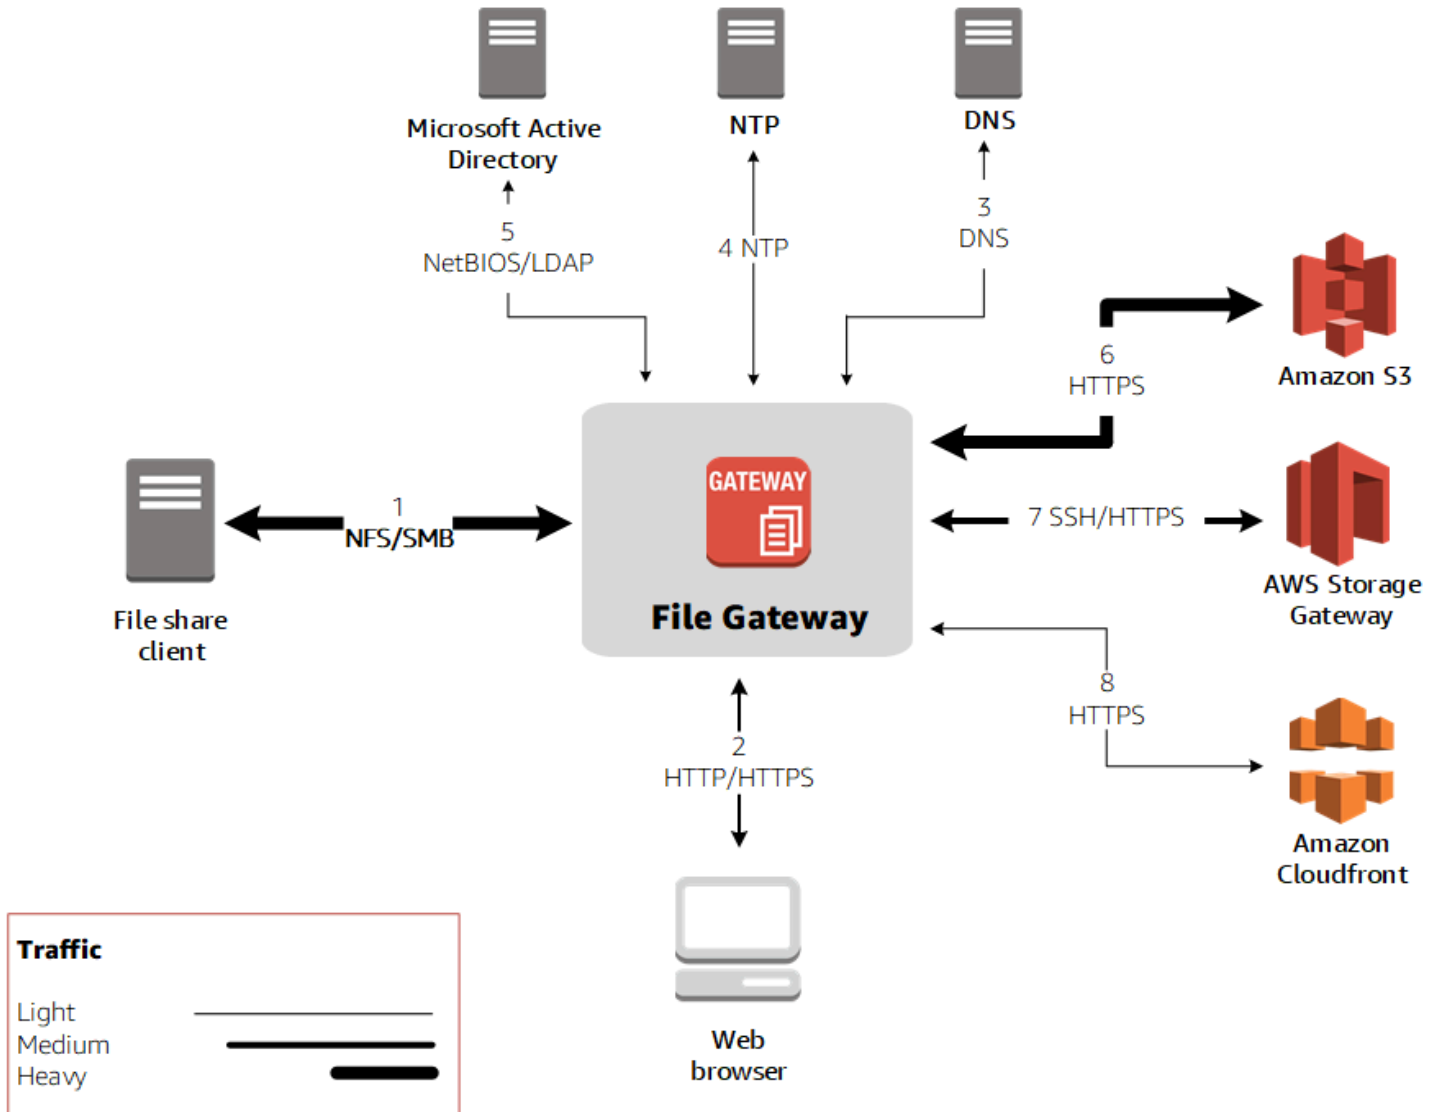 Microsoft Active
Directory
NTP
DNS
5
NetBIOS/LDAP
4 NTP
3
DNS
6
HTTPS
Amazon S3
GATEWAY
File Gateway
1
NFS/SMB
File share
client
7 SSH/HTTPS
AWS Storage
Gateway
8
HTTPS
Amazon
Cloudfront
2
HTTP/HTTPS
Web
browser
Traffic
Light
Medium
Heavy